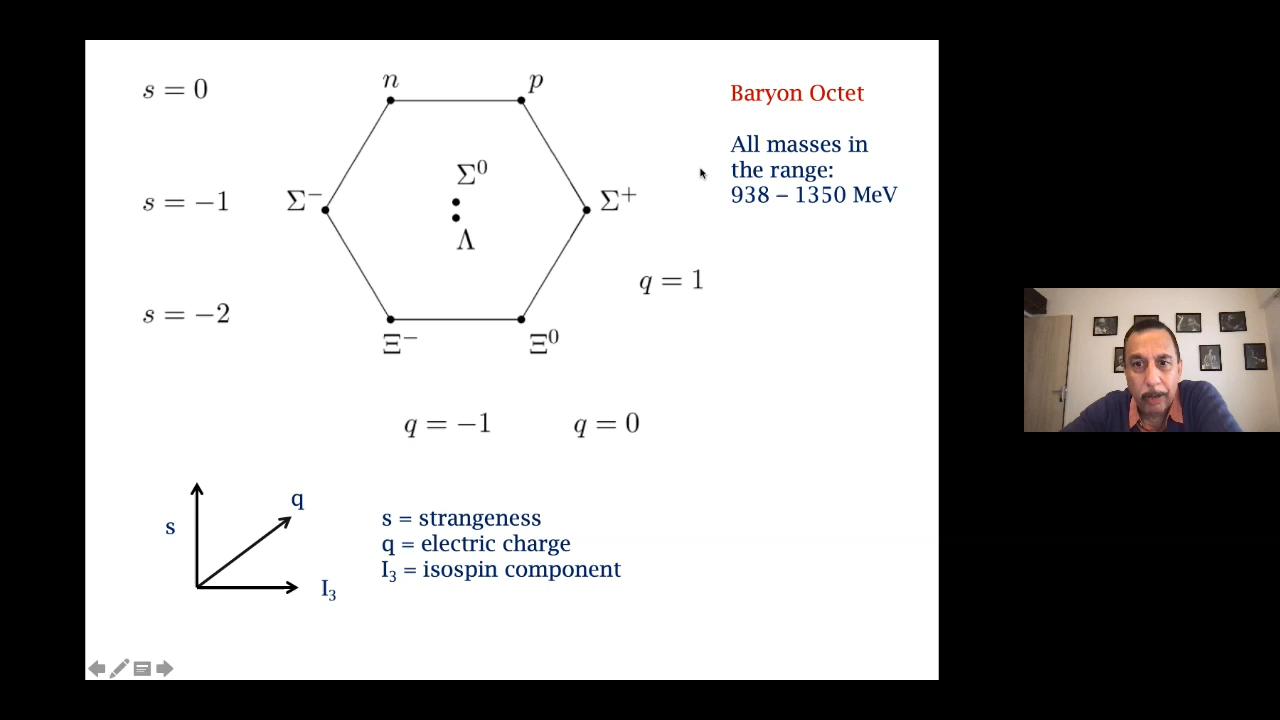 n p
s = 0
Baryon Octet
All masses in
the range:
938 – 1350 MeV
Σ⁰
s = −1 Σ⁻ Σ⁺
Λ
q = 1
s = −2
Ξ⁻ Ξ⁰
q = −1 q = 0
q
s
I₃
s = strangeness
q = electric charge
I₃ = isospin component